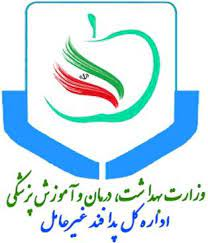 وزارت بهداشت، درمان و آموزش پزشکی
اداره کل پدافند غیرعامل